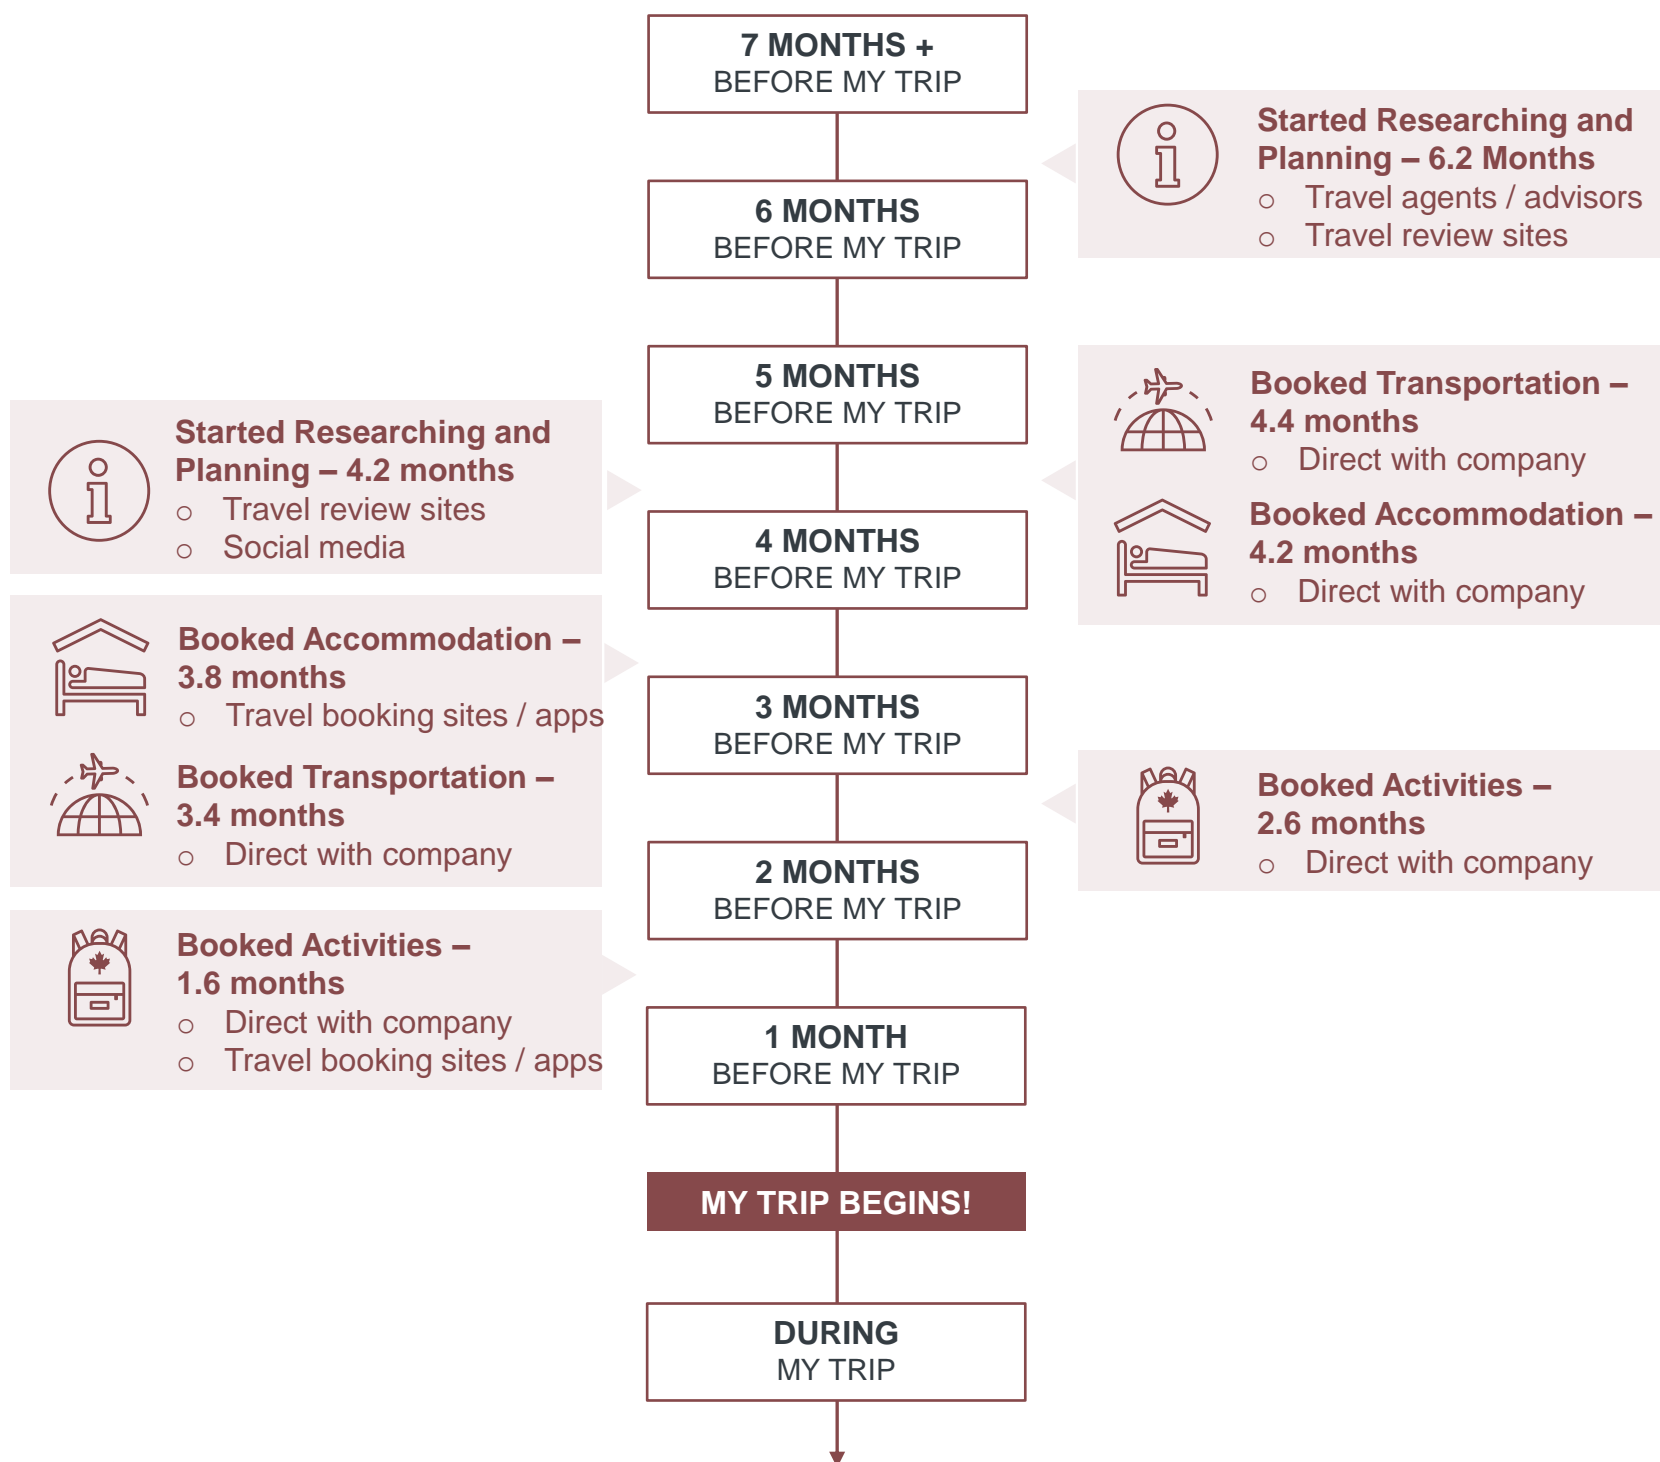 7 MONTHS +
BEFORE MY TRIP
Started Researching and
Planning – 6.2 Months
○ Travel agents / advisors
○ Travel review sites
6 MONTHS
BEFORE MY TRIP
5 MONTHS
BEFORE MY TRIP
Booked Transportation –
4.4 months
○ Direct with company
Booked Accommodation –
4.2 months
○ Direct with company
Started Researching and
Planning – 4.2 months
○ Travel review sites
○ Social media
4 MONTHS
BEFORE MY TRIP
Booked Accommodation –
3.8 months
○ Travel booking sites / apps
Booked Transportation –
3.4 months
○ Direct with company
3 MONTHS
BEFORE MY TRIP
Booked Activities –
2.6 months
○ Direct with company
2 MONTHS
BEFORE MY TRIP
Booked Activities –
1.6 months
○ Direct with company
○ Travel booking sites / apps
1 MONTH
BEFORE MY TRIP
MY TRIP BEGINS!
DURING
MY TRIP